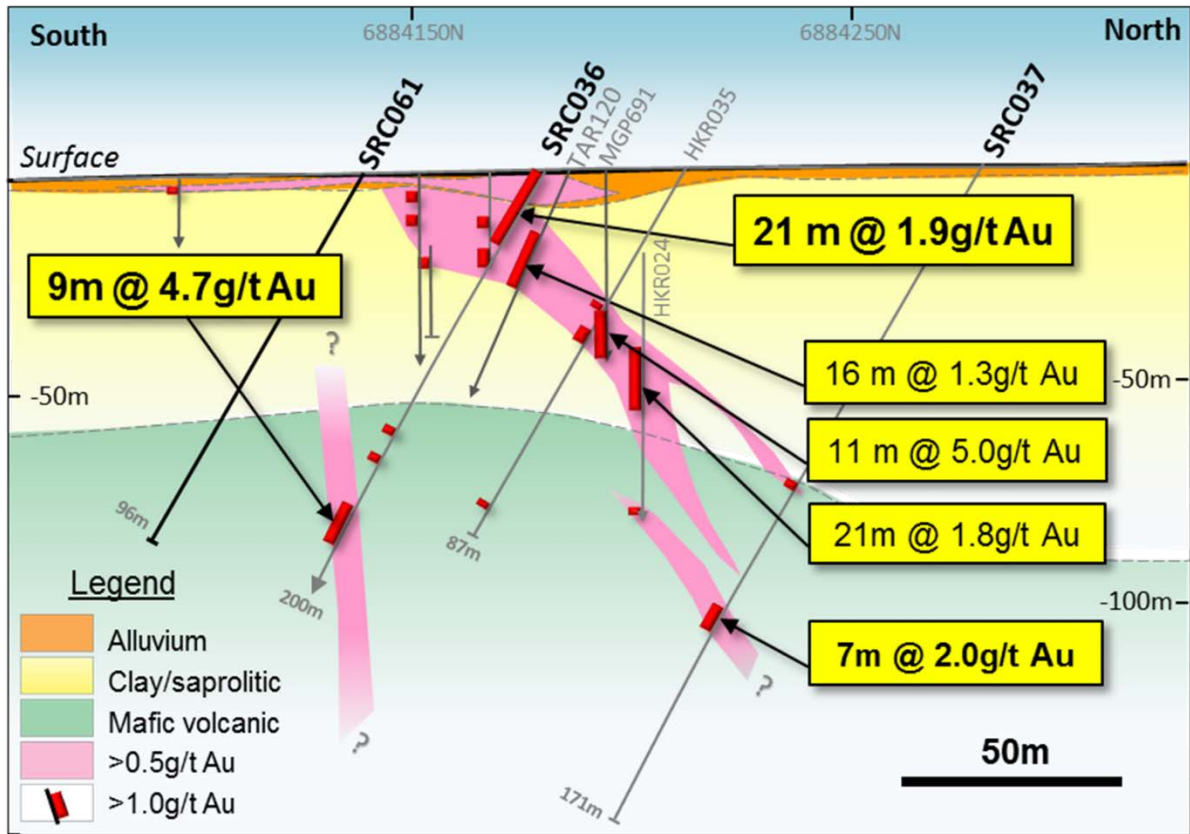 South
6884150N
6884250N
North
SRC061
SRC036
TAR120
MGP691
HKR035
SRC037
Surface
21 m @ 1.9g/t Au
9m @ 4.7g/t Au
HKR024
?
16 m @ 1.3g/t Au
-50m
-50m
11 m @ 5.0g/t Au
96m
87m
21m @ 1.8g/t Au
200m
-100m
7m @ 2.0g/t Au
?
?
171m
50m
Legend
Alluvium
Clay/saprolitic
Mafic volcanic
>0.5g/t Au
>1.0g/t Au